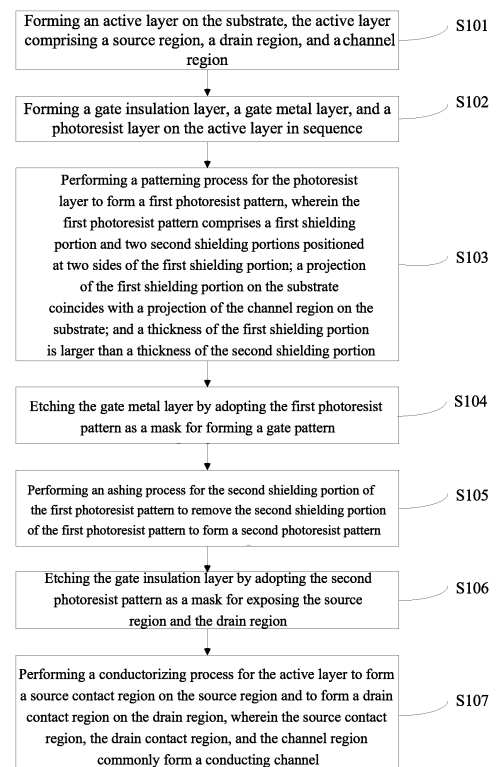 Forming an active layer on the substrate, the active layer
comprising a source region, a drain region, and a channel
region
S101
Forming a gate insulation layer, a gate metal layer, and a
photoresist layer on the active layer in sequence
S102
Performing a patterning process for the photoresist
layer to form a first photoresist pattern, wherein the
first photoresist pattern comprises a first shielding
portion and two second shielding portions positioned
at two sides of the first shielding portion; a projection
of the first shielding portion on the substrate
coincides with a projection of the channel region on the
substrate; and a thickness of the first shielding portion
is larger than a thickness of the second shielding portion
S103
Etching the gate metal layer by adopting the first photoresist
pattern as a mask for forming a gate pattern
S104
Performing an ashing process for the second shielding portion of
the first photoresist pattern to remove the second shielding portion
of the first photoresist pattern to form a second photoresist pattern
S105
Etching the gate insulation layer by adopting the second
photoresist pattern as a mask for exposing the source
region and the drain region
S106
Performing a conductorizing process for the active layer to form
a source contact region on the source region and to form a drain
contact region on the drain region, wherein the source contact
region, the drain contact region, and the channel region
commonly form a conducting channel
S107